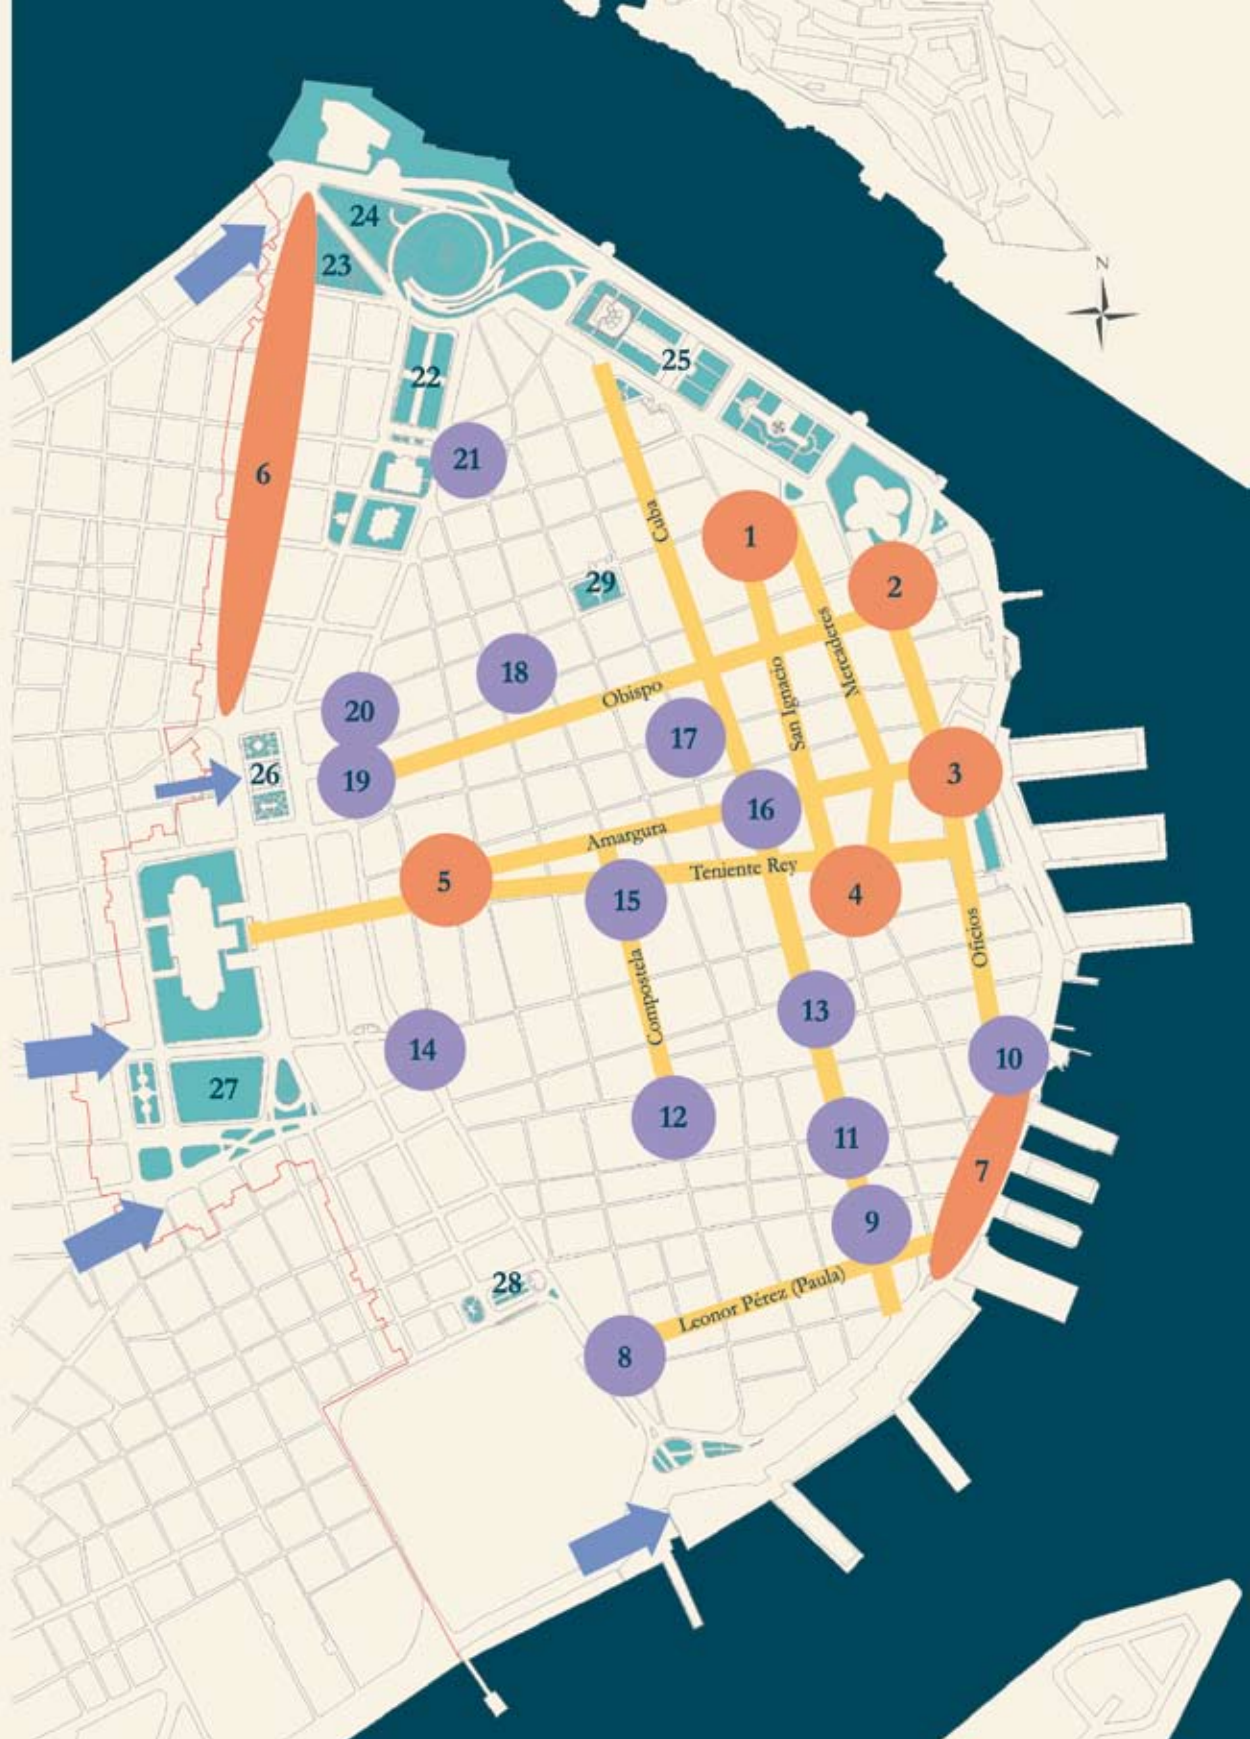 24
23
N
25
22
21
6
Cuba
1
29
2
Mercaderes
18
Obispo
San Ignacio
20
17
26
19
3
16
Amargura
5
Teniente Rey
4
15
Oficios
Compostela
13
14
10
27
12
11
7
9
28
Leonor Pérez (Paula)
8